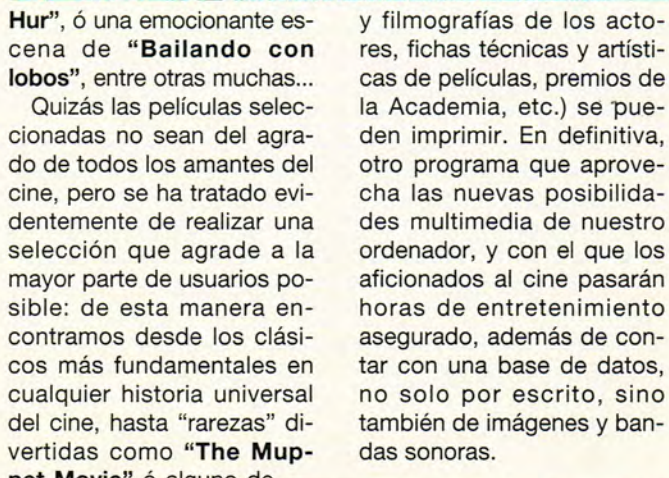 Hur", ó una emocionante es-
cena de "Bailando con
lobos", entre otras muchas...
Quizás las películas selec-
cionadas no sean del agra-
do de todos los amantes del
cine, pero se ha tratado evi-
dentemente de realizar una
selección que agrade a la
mayor parte de usuarios po-
sible: de esta manera en-
contramos desde los clási-
cos más fundamentales en
cualquier historia universal
del cine, hasta "rarezas" di-
vertidas como "The Mup-
pet Movie" ó alguno de
y filmografías de los acto-
res, fichas técnicas y artísti-
cas de películas, premios de
la Academia, etc.) se pue-
den imprimir. En definitiva,
otro programa que aprove-
cha las nuevas posibilida-
des multimedia de nuestro
ordenador, y con el que los
aficionados al cine pasarán
horas de entretenimiento
asegurado, además de con-
tar con una base de datos,
no solo por escrito, sino
también de imágenes y ban-
das sonoras.